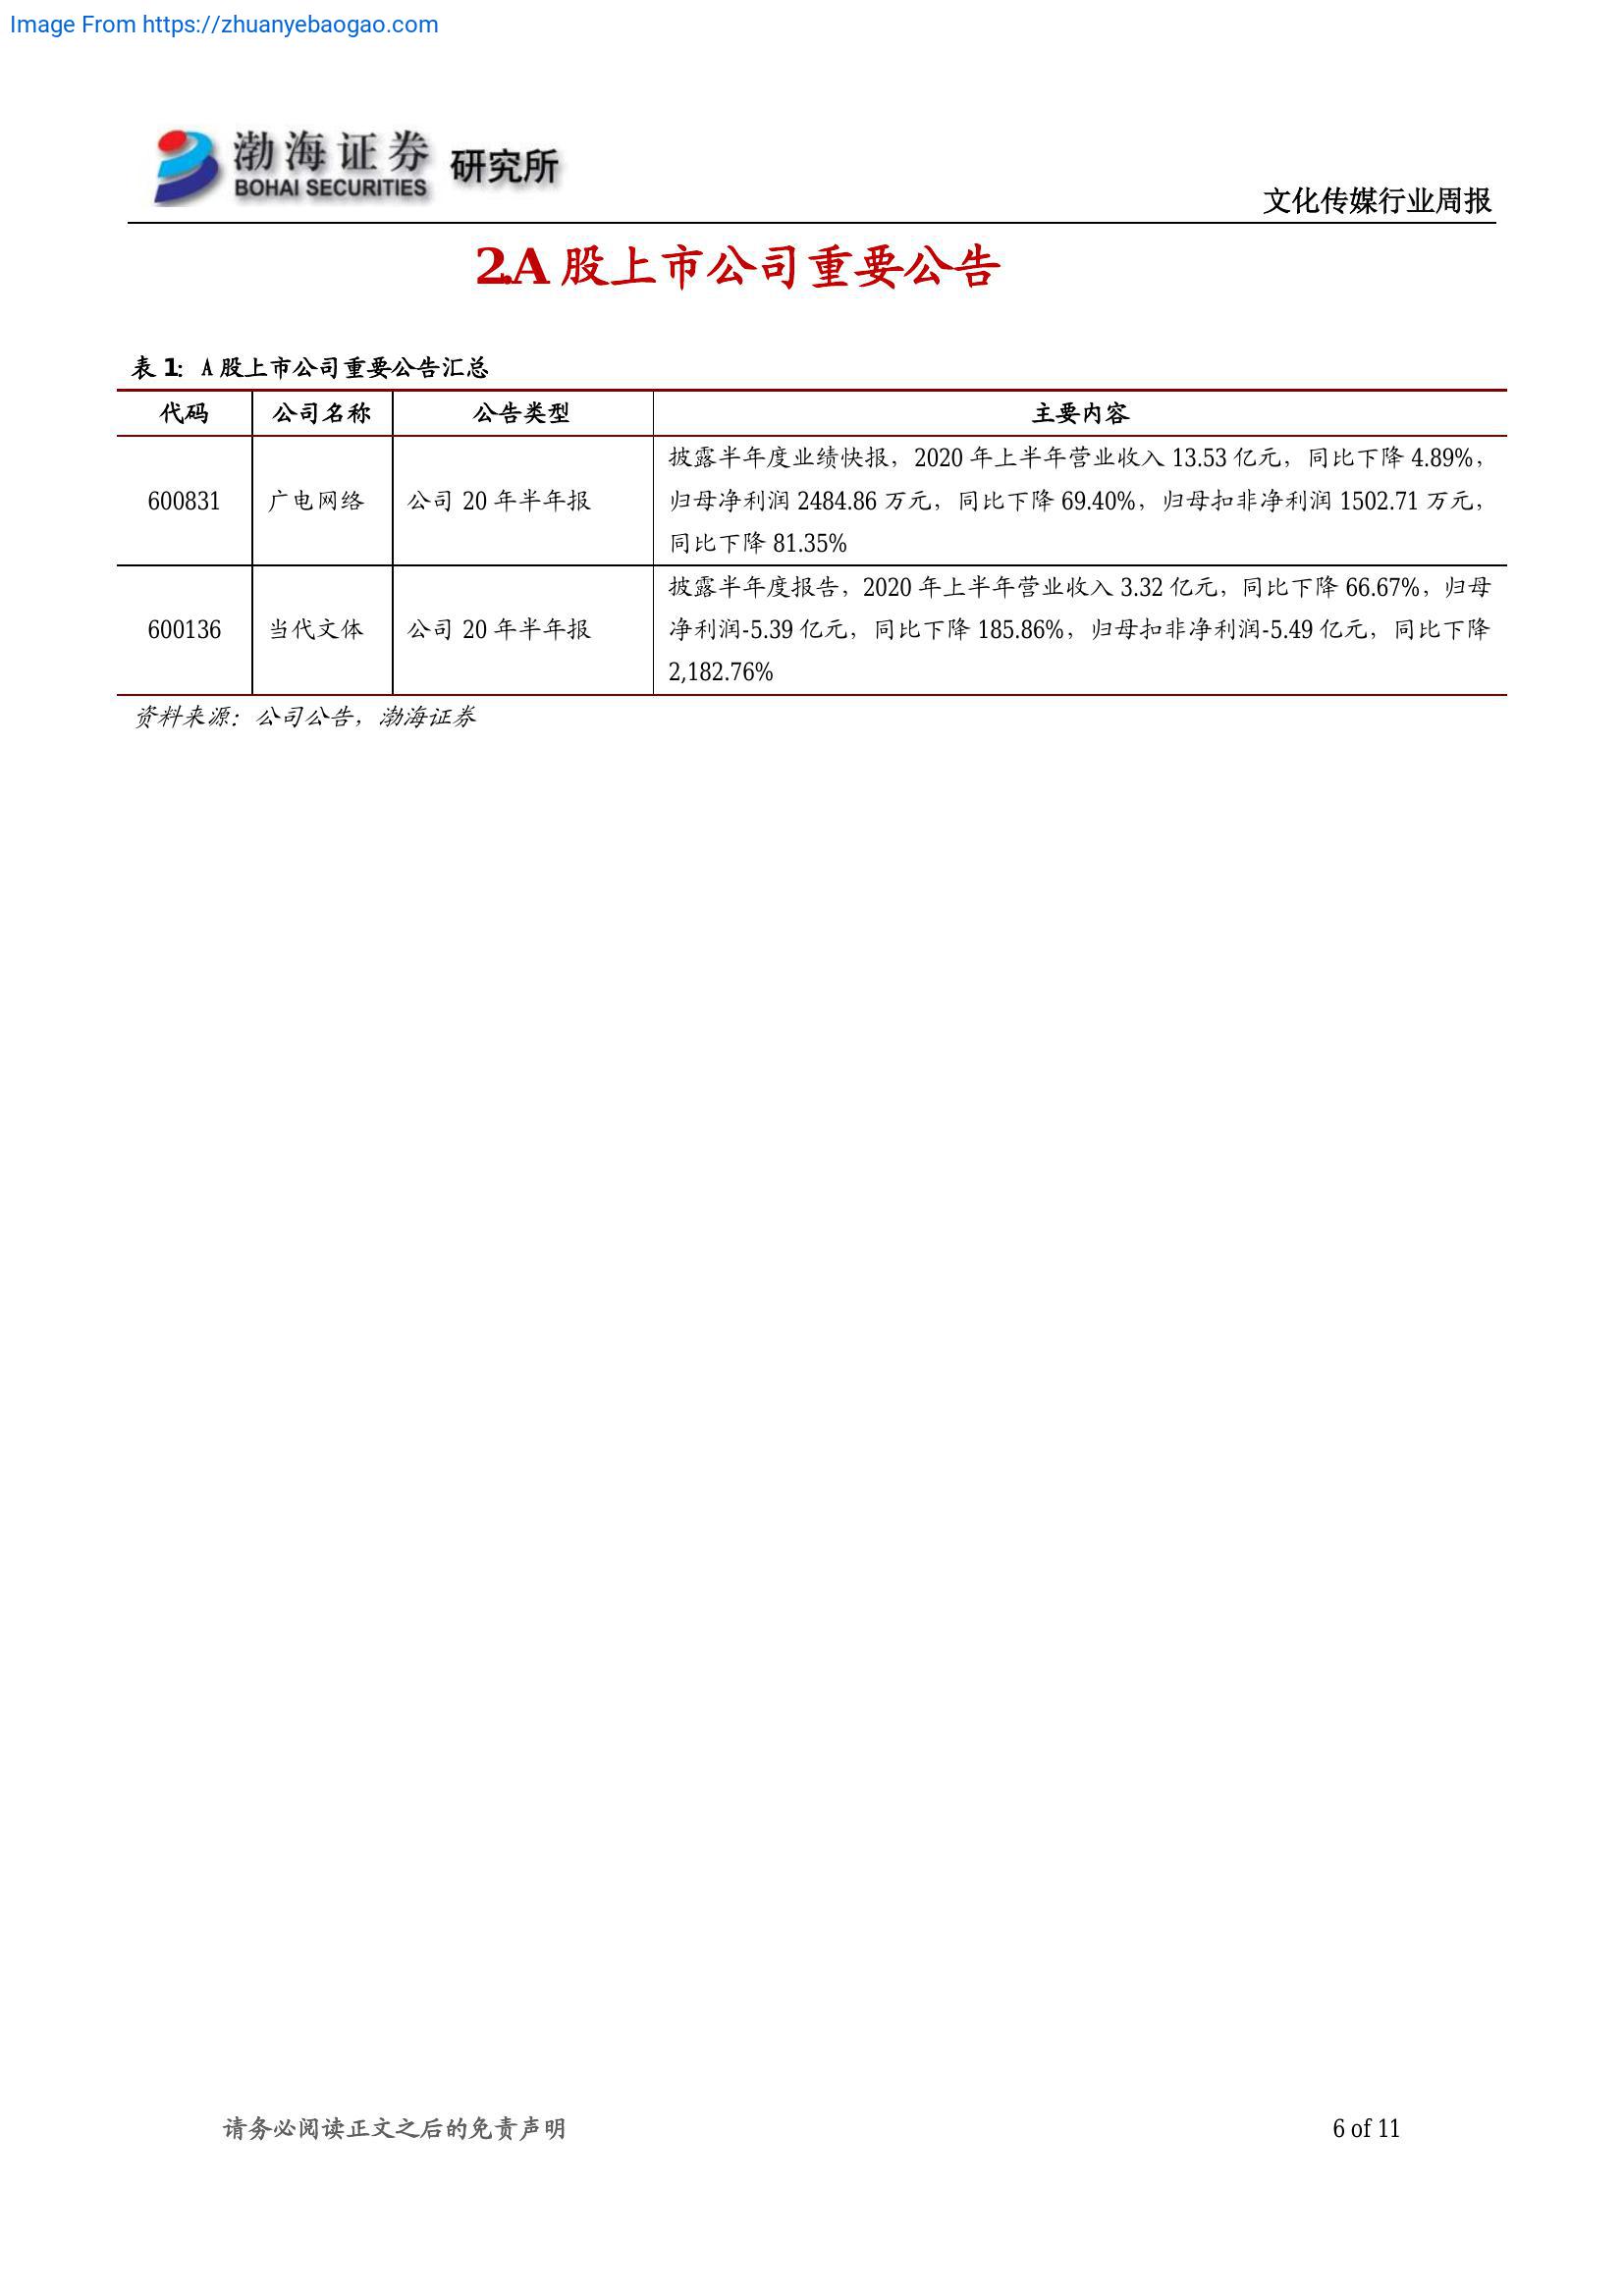 Image From https://zhuanyebaogao.com
渤海证券 研究所
BOHAI SECURITIES
文化传媒行业周报
2.A 股上市公司重要公告
表 1: A 股上市公司重要公告汇总
代码 公司名称 公告类型 主要内容
600831 广电网络 公司 20 年半年报 披露半年度业绩快报，2020 年上半年营业收入 13.53 亿元，同比下降 4.89%，
归母净利润 2484.86 万元，同比下降 69.40%，归母扣非净利润 1502.71 万元，
同比下降 81.35%
600136 当代文体 公司 20 年半年报 披露半年度报告，2020 年上半年营业收入 3.32 亿元，同比下降 66.67%，归母
净利润-5.39 亿元，同比下降 185.86%，归母扣非净利润-5.49 亿元，同比下降
2,182.76%
资料来源：公司公告，渤海证券
请务必阅读正文之后的免责声明 6 of 11